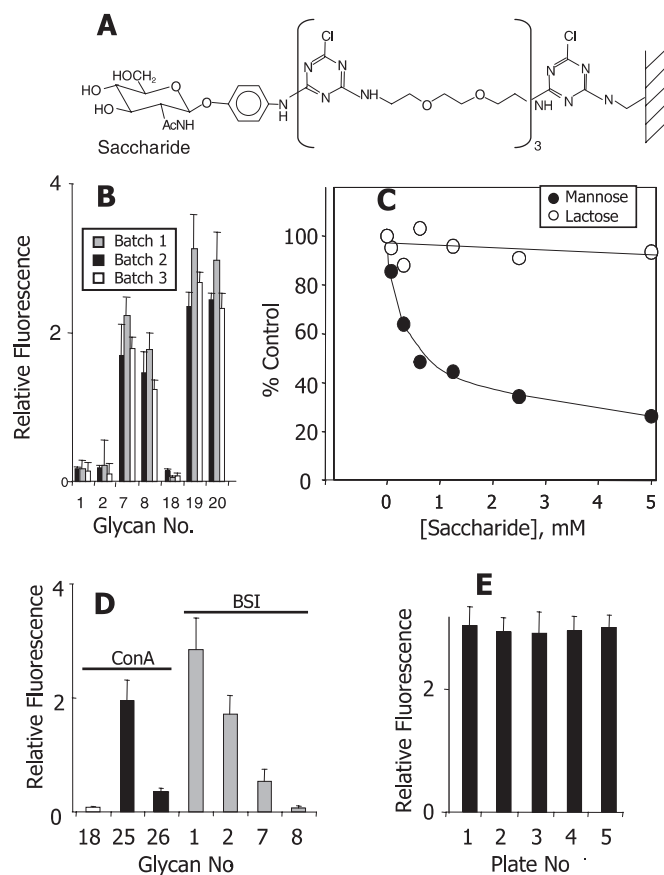 A
Cl
Cl
HOCH2
HO
O
HO
AcNH
O
N
H
N
N
N
NH
O
O
NH
N
N
N
N
H
3
Saccharide
B
4
2
0
Relative Fluorescence
Batch 1
Batch 2
Batch 3
1 2 7 8 18 19 20
Glycan No.
C
Mannose
Lactose
100
80
60
40
20
0
% Control
0 1 2 3 4 5
[Saccharide], mM
D
4
2
0
Relative Fluorescence
ConA
BSI
18 25 26 1 2 7 8
Glycan No
E
2
0
Relative Fluorescence
1 2 3 4 5
Plate No